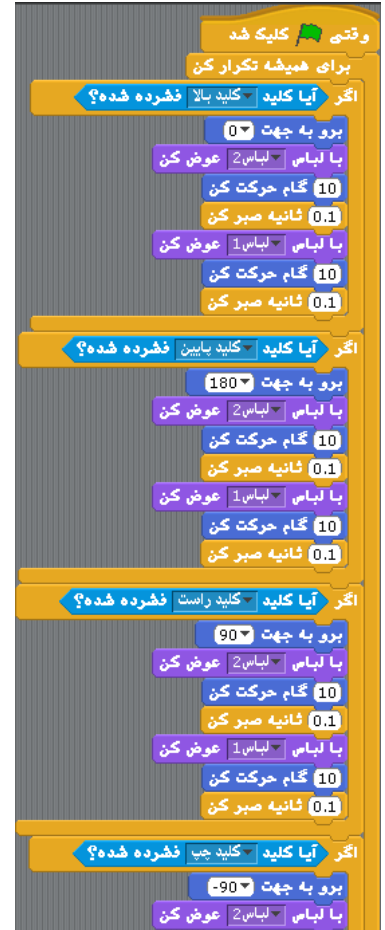 وقتی کلیک شد
برای همیشه تکرار کن
اگر آیا کلید کلید بالا فشرده شده؟
برو به جهت 0
با لباس لباس2 عوض کن
10 گام حرکت کن
0.1 ثانیه صبر کن
با لباس لباس1 عوض کن
10 گام حرکت کن
0.1 ثانیه صبر کن
اگر آیا کلید کلید پایین فشرده شده؟
برو به جهت 180
با لباس لباس2 عوض کن
10 گام حرکت کن
0.1 ثانیه صبر کن
با لباس لباس1 عوض کن
10 گام حرکت کن
0.1 ثانیه صبر کن
اگر آیا کلید کلید راست فشرده شده؟
برو به جهت 90
با لباس لباس2 عوض کن
10 گام حرکت کن
0.1 ثانیه صبر کن
با لباس لباس1 عوض کن
10 گام حرکت کن
0.1 ثانیه صبر کن
اگر آیا کلید کلید چپ فشرده شده؟
برو به جهت -90
با لباس لباس2 عوض کن